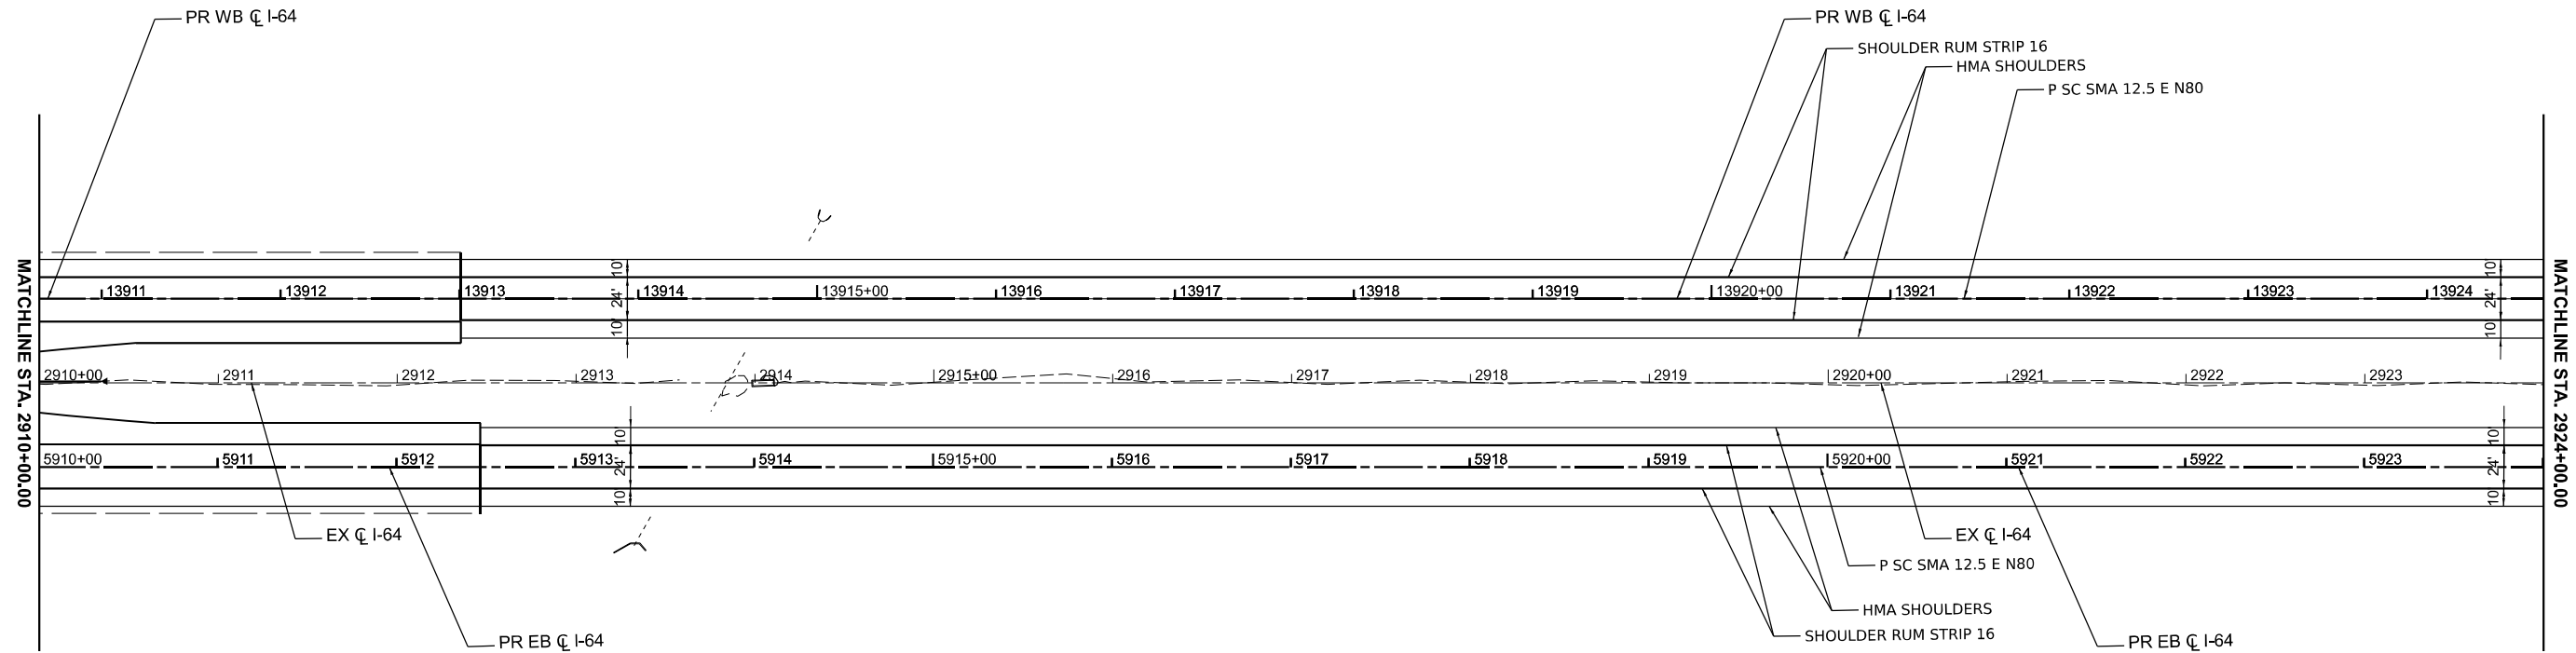 PR WB ℄ I-64
PR WB ℄ I-64
SHOULDER RUM STRIP 16
HMA SHOULDERS
P SC SMA 12.5 E N80
MATCHLINE STA. 2910+00.00
MATCHLINE STA. 2924+00.00
10' 10'
13911 13912 13913 13914 13915+00 13916 13917 13918 13919 13920+00 13921 13922 13923 13924
24' 24'
10' 10'
2910+00 2911 2912 2913 2914 2915+00 2916 2917 2918 2919 2920+00 2921 2922 2923
10' 10'
5910+00 5911 5912 5913 5914 5915+00 5916 5917 5918 5919 5920+00 5921 5922 5923
24' 24'
10' 10'
EX ℄ I-64
EX ℄ I-64
P SC SMA 12.5 E N80
HMA SHOULDERS
SHOULDER RUM STRIP 16
PR EB ℄ I-64
PR EB ℄ I-64